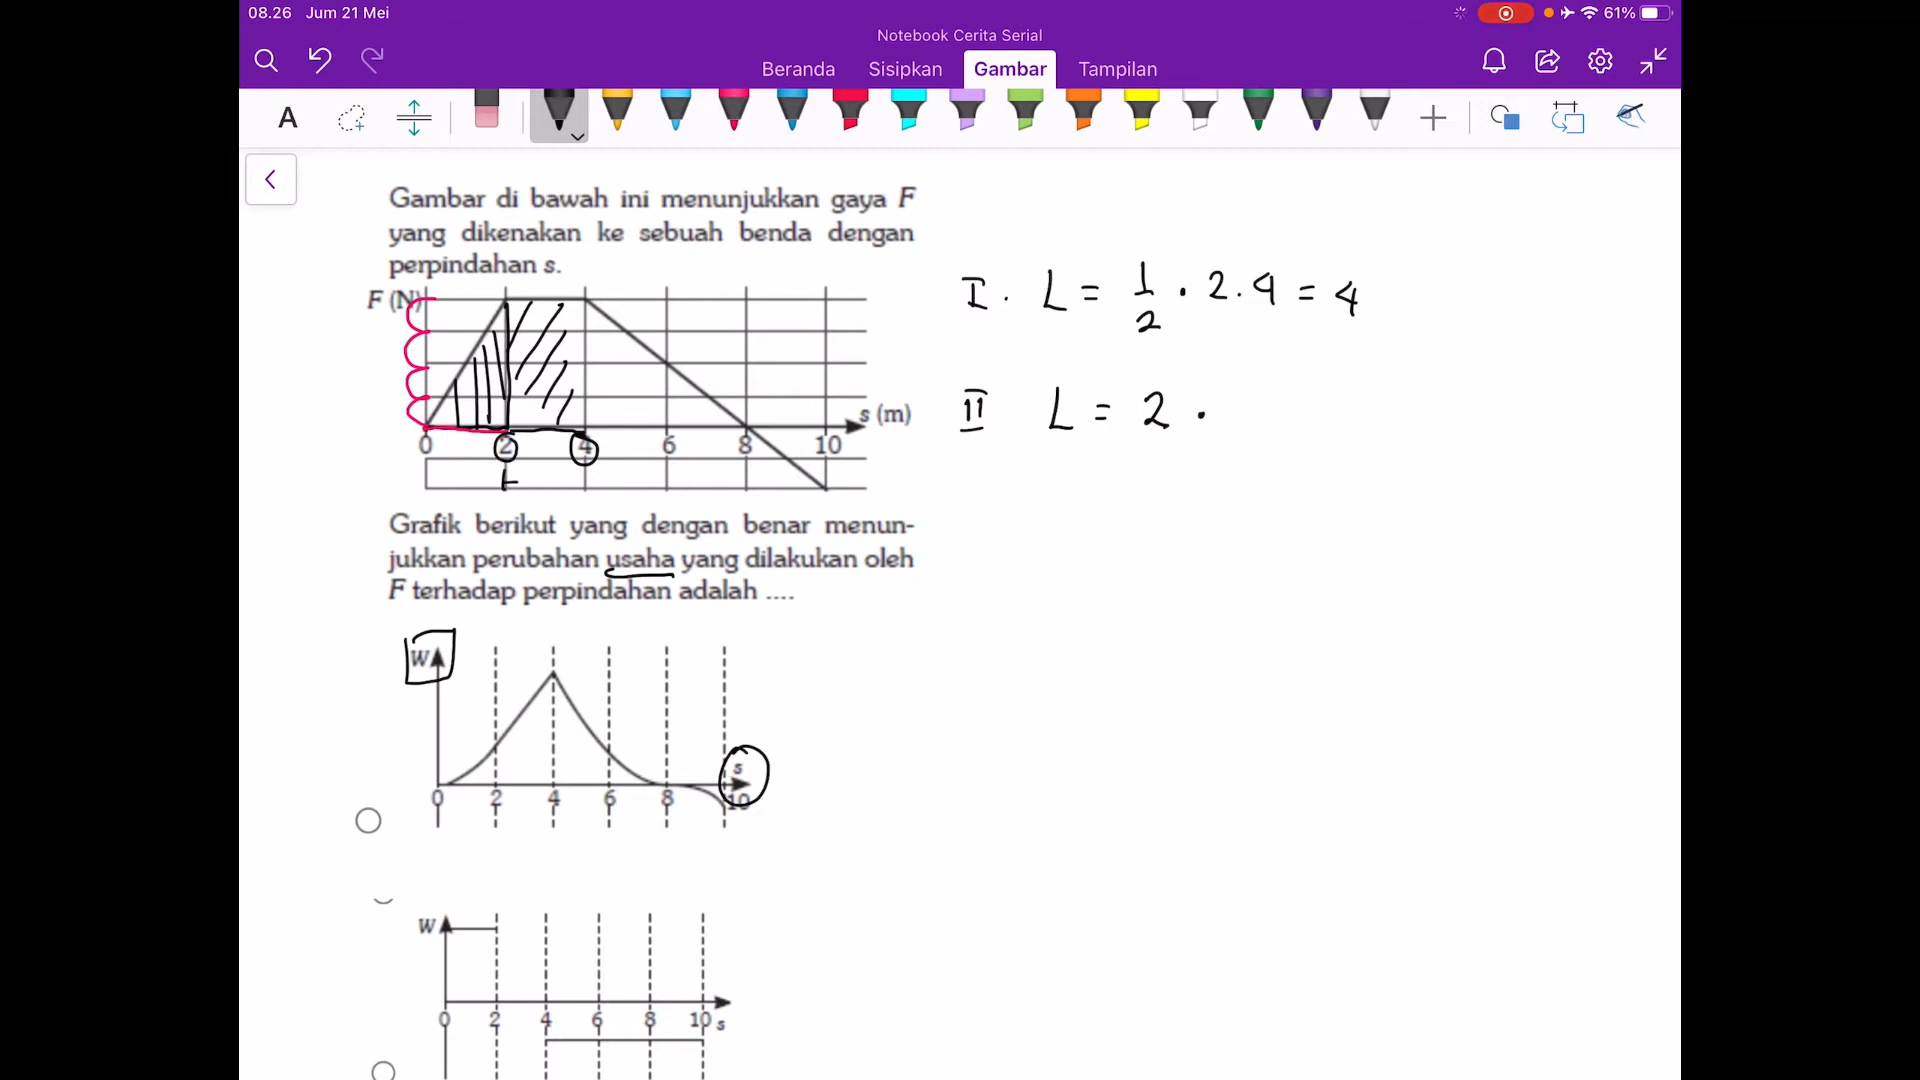 08.26 Jum 21 Mei
61%
Notebook Cerita Serial
Beranda Sisipkan Gambar Tampilan
A
Gambar di bawah ini menunjukkan gaya F
yang dikenakan ke sebuah benda dengan
perpindahan s.
F (N)
s (m)
0 2 4 6 8 10
I. L = 1/2 . 2.4 = 4
II L = 2 .
Grafik berikut yang dengan benar menun-
jukkan perubahan usaha yang dilakukan oleh
F terhadap perpindahan adalah ....
W
s
0 2 4 6 8 10
W
0 2 4 6 8 10 s